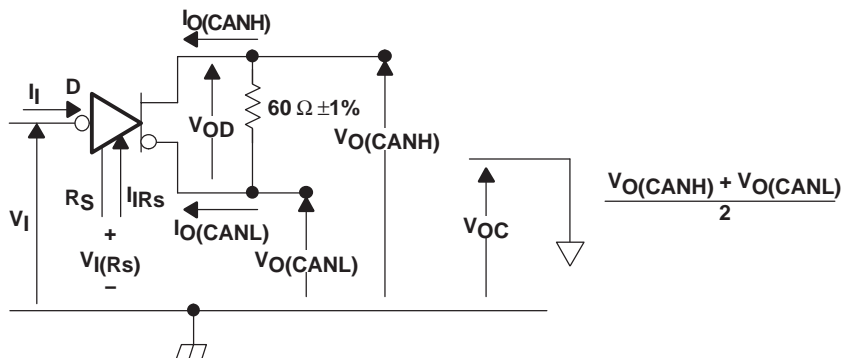 IO(CANH)
II
D
60 Ω ±1%
VOD
VO(CANH)
RS
IIRs
IO(CANL)
VI
+
VI(Rs)
–
VO(CANL)
VOC
VO(CANH) + VO(CANL)
2